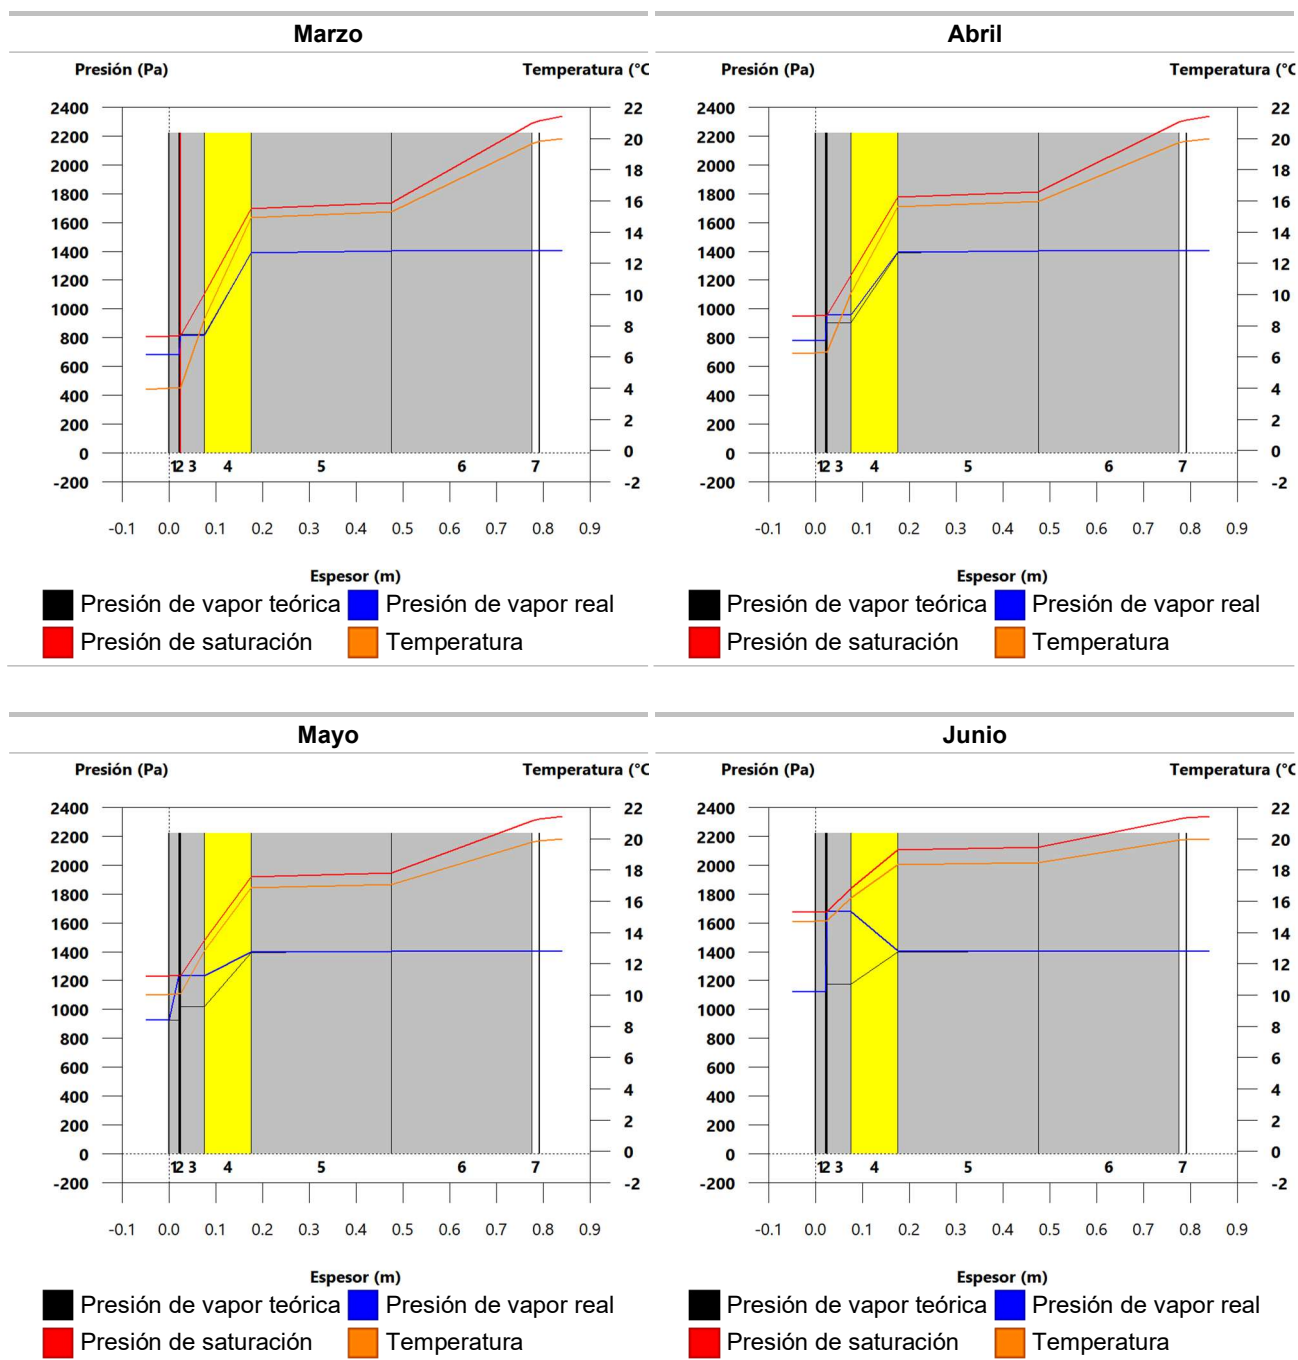 Marzo
Presión (Pa) Temperatura (°C
2400 22
2200 20
2000 18
1800 16
1600 14
1400 12
1200 10
1000 8
800 6
600 4
400 2
200 0
0 -2
-200
12 3 4 5 6 7
-0.1 0.0 0.1 0.2 0.3 0.4 0.5 0.6 0.7 0.8 0.9
Espesor (m)
Presión de vapor teórica Presión de vapor real
Presión de saturación Temperatura
Abril
Presión (Pa) Temperatura (°C
2400 22
2200 20
2000 18
1800 16
1600 14
1400 12
1200 10
1000 8
800 6
600 4
400 2
200 0
0 -2
-200
12 3 4 5 6 7
-0.1 0.0 0.1 0.2 0.3 0.4 0.5 0.6 0.7 0.8 0.9
Espesor (m)
Presión de vapor teórica Presión de vapor real
Presión de saturación Temperatura
Mayo
Presión (Pa) Temperatura (°C
2400 22
2200 20
2000 18
1800 16
1600 14
1400 12
1200 10
1000 8
800 6
600 4
400 2
200 0
0 -2
-200
12 3 4 5 6 7
-0.1 0.0 0.1 0.2 0.3 0.4 0.5 0.6 0.7 0.8 0.9
Espesor (m)
Presión de vapor teórica Presión de vapor real
Presión de saturación Temperatura
Junio
Presión (Pa) Temperatura (°C
2400 22
2200 20
2000 18
1800 16
1600 14
1400 12
1200 10
1000 8
800 6
600 4
400 2
200 0
0 -2
-200
12 3 4 5 6 7
-0.1 0.0 0.1 0.2 0.3 0.4 0.5 0.6 0.7 0.8 0.9
Espesor (m)
Presión de vapor teórica Presión de vapor real
Presión de saturación Temperatura